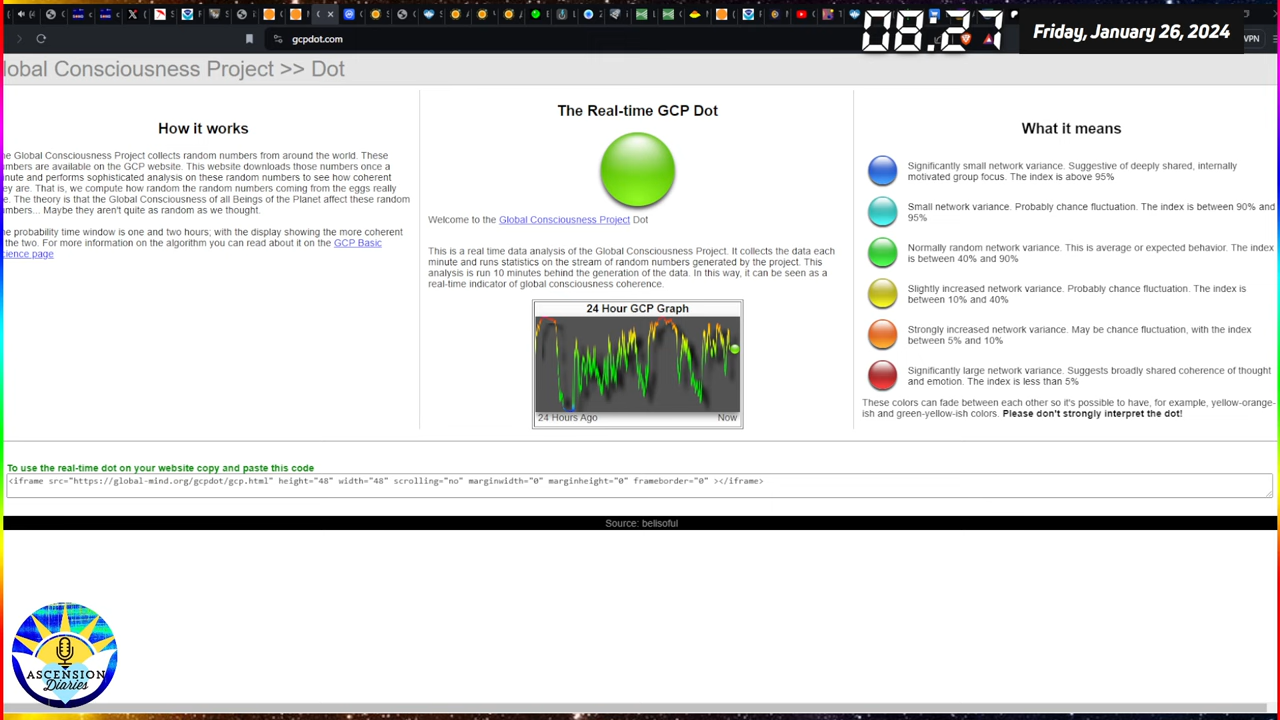 gcpdot.com
08:27
Friday, January 26, 2024
VPN
lobal Consciousness Project >> Dot
How it works
e Global Consciousness Project collects random numbers from around the world. These
mbers are available on the GCP website. This website downloads those numbers once a
nute and performs sophisticated analysis on these random numbers to see how coherent
ey are. That is, we compute how random the random numbers coming from the eggs really
e. The theory is that the Global Consciousness of all Beings of the Planet affect these random
mbers... Maybe they aren't quite as random as we thought.
he probability time window is one and two hours; with the display showing the more coherent
the two. For more information on the algorithm you can read about it on the GCP Basic
cience page
The Real-time GCP Dot
Welcome to the Global Consciousness Project Dot
This is a real time data analysis of the Global Consciousness Project. It collects the data each
minute and runs statistics on the stream of random numbers generated by the project. This
analysis is run 10 minutes behind the generation of the data. In this way, it can be seen as a
real-time indicator of global consciousness coherence.
24 Hour GCP Graph
24 Hours Ago
Now
What it means
Significantly small network variance. Suggestive of deeply shared, internally
motivated group focus. The index is above 95%
Small network variance. Probably chance fluctuation. The index is between 90% and
95%
Normally random network variance. This is average or expected behavior. The index
is between 40% and 90%
Slightly increased network variance. Probably chance fluctuation. The index is
between 10% and 40%
Strongly increased network variance. May be chance fluctuation, with the index
between 5% and 10%
Significantly large network variance. Suggests broadly shared coherence of thought
and emotion. The index is less than 5%
These colors can fade between each other so it's possible to have, for example, yellow-orange-
ish and green-yellow-ish colors. Please don't strongly interpret the dot!
To use the real-time dot on your website copy and paste this code
<iframe src="https://global-mind.org/gcpdot/gcp.html" height="48" width="48" scrolling="no" marginwidth="0" marginheight="0" frameborder="0" ></iframe>
Source: belisoful
ASCENSION
Diaries